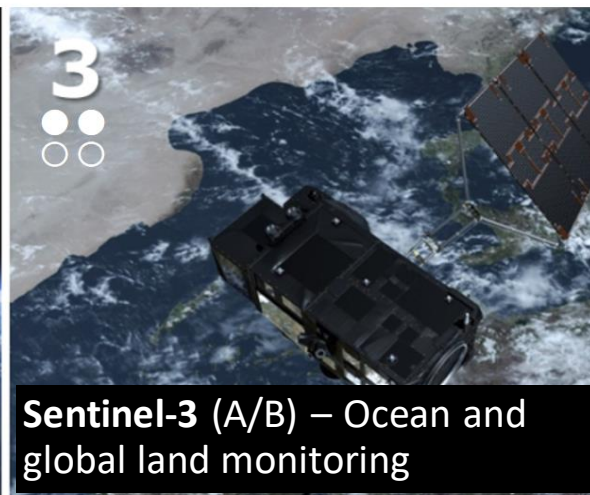 3
Sentinel-3 (A/B) – Ocean and
global land monitoring